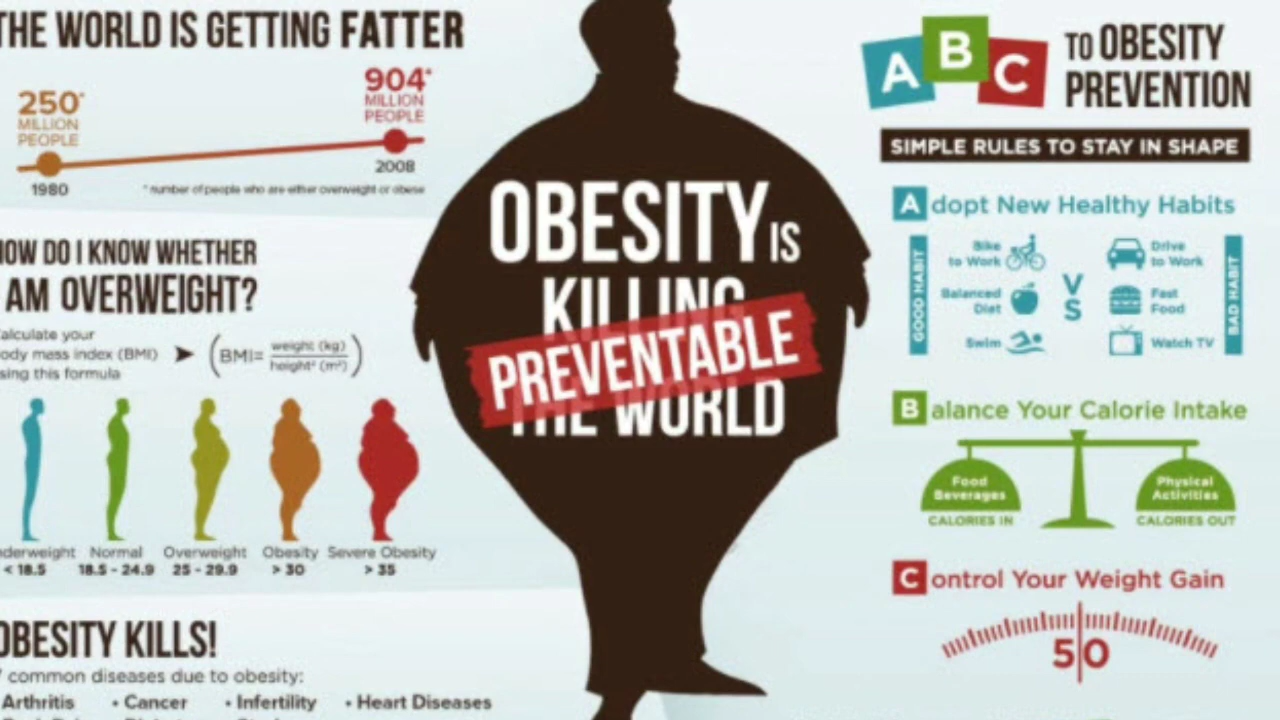 THE WORLD IS GETTING FATTER
250*
MILLION
PEOPLE
1980
904*
MILLION
PEOPLE
2008
* number of people who are either overweight or obese
HOW DO I KNOW WHETHER
AM OVERWEIGHT?
alculate your
ody mass index (BMI)
sing this formula
BMI= weight (kg)
height² (m²)
nderweight
< 18.5
Normal
18.5 - 24.9
Overweight
25 - 29.9
Obesity
> 30
Severe Obesity
> 35
OBESITY KILLS!
7 common diseases due to obesity:
Arthritis • Cancer • Infertility • Heart Diseases
OBESITY IS
KILLING
PREVENTABLE
THE WORLD
A B C TO OBESITY
PREVENTION
SIMPLE RULES TO STAY IN SHAPE
Adopt New Healthy Habits
GOOD HABIT
Bike
to Work
Balanced
Diet
Swim
VS
Drive
to Work
Fast
Food
Watch TV
BAD HABIT
Balance Your Calorie Intake
Food
Beverages
CALORIES IN
Physical
Activities
CALORIES OUT
Control Your Weight Gain
50